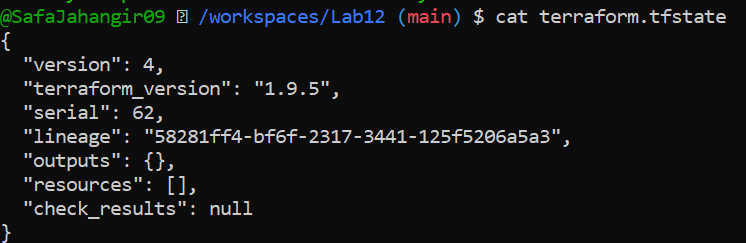 @SafaJahangir09 /workspaces/Lab12 (main) $ cat terraform.tfstate
{
  "version": 4,
  "terraform_version": "1.9.5",
  "serial": 62,
  "lineage": "58281ff4-bf6f-2317-3441-125f5206a5a3",
  "outputs": {},
  "resources": [],
  "check_results": null
}